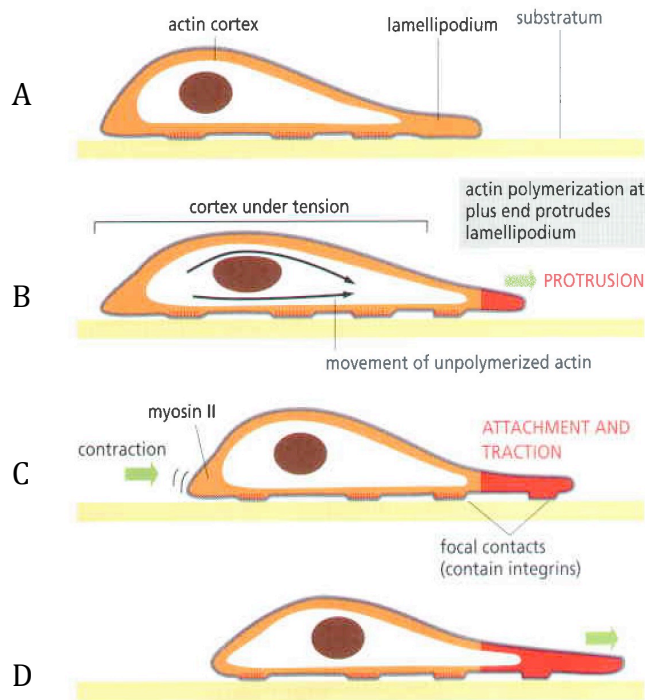 actin cortex
lamellipodium
substratum
A
cortex under tension
actin polymerization at
plus end protrudes
lamellipodium
B
PROTRUSION
movement of unpolymerized actin
myosin II
contraction
ATTACHMENT AND
TRACTION
C
focal contacts
(contain integrins)
D